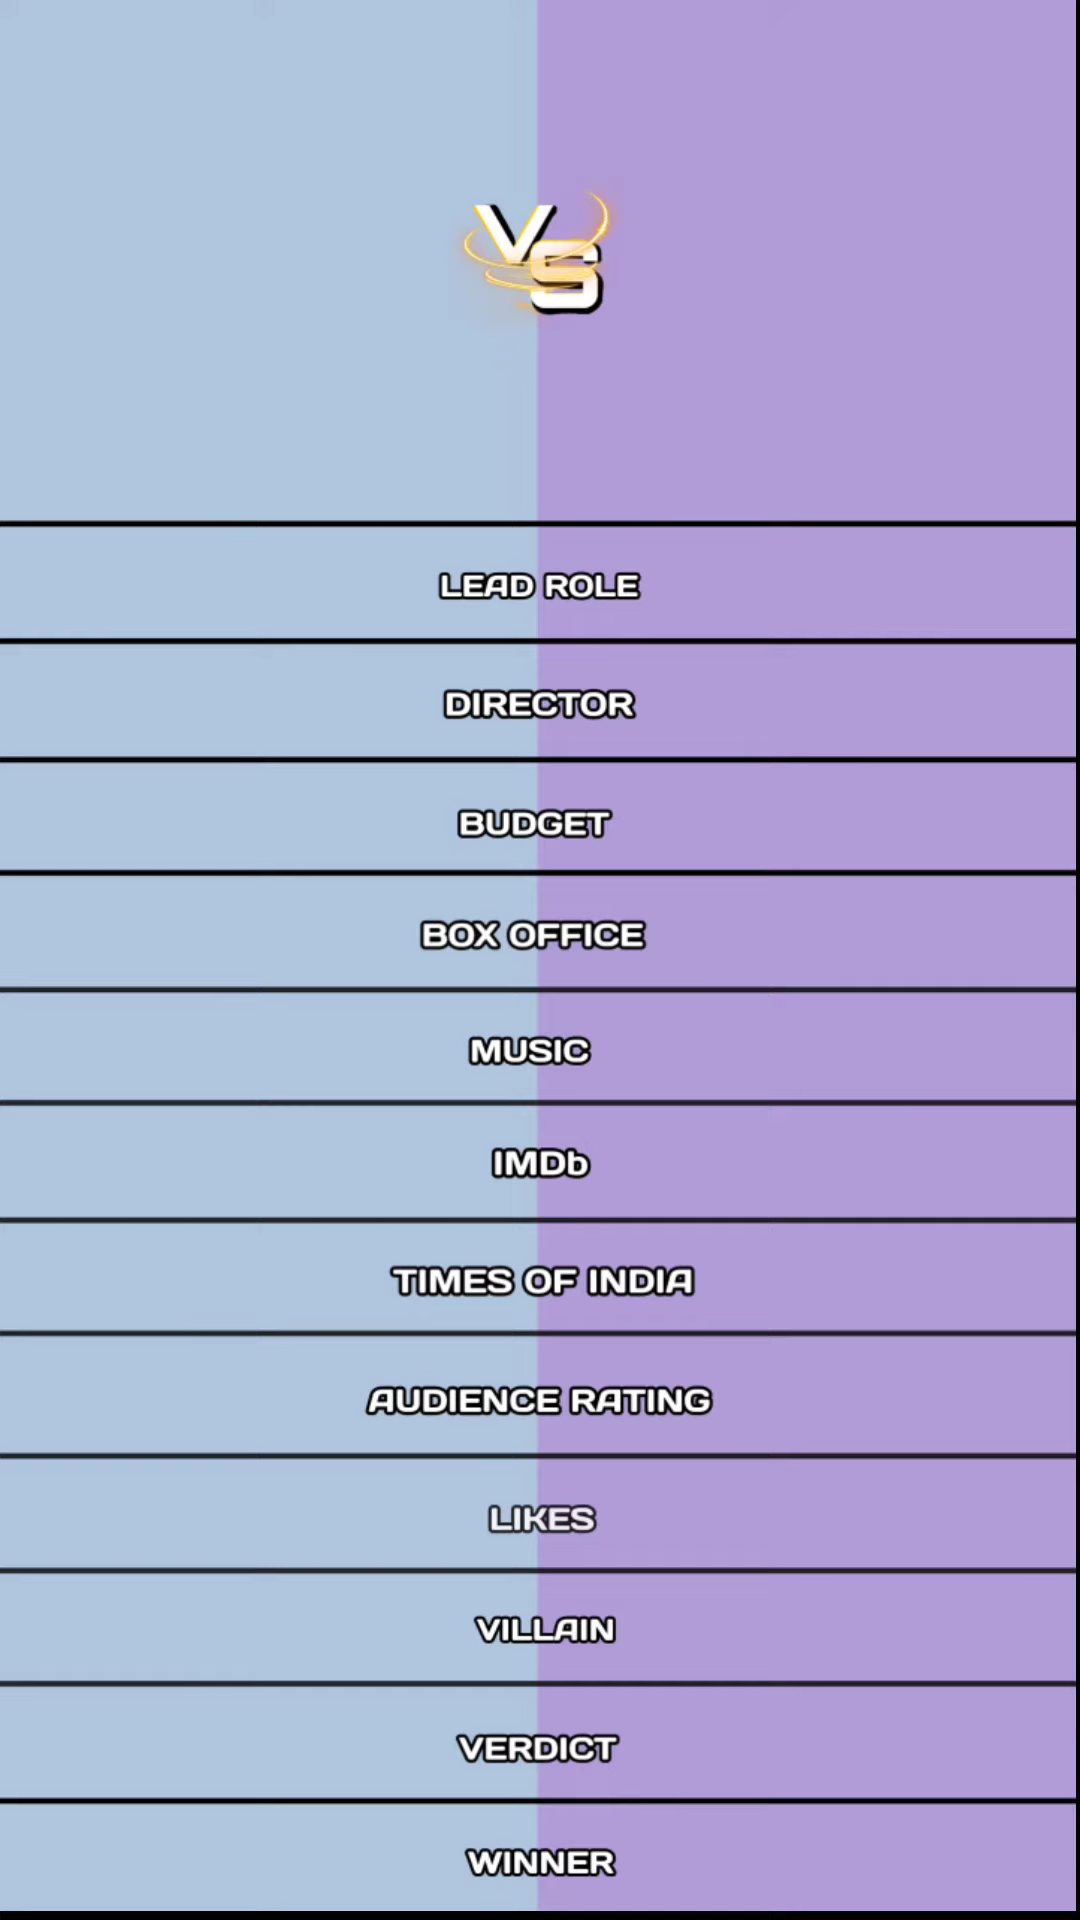 VS
LEAD ROLE
DIRECTOR
BUDGET
BOX OFFICE
MUSIC
IMDb
TIMES OF INDIA
AUDIENCE RATING
LIKES
VILLAIN
VERDICT
WINNER